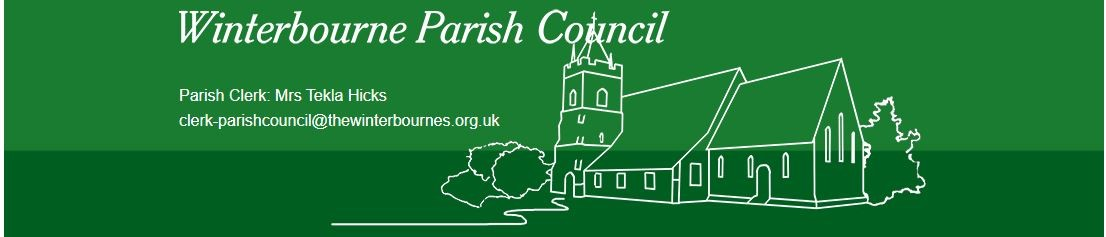 Winterbourne Parish Council
Parish Clerk: Mrs Tekla Hicks
clerk-parishcouncil@thewinterbournes.org.uk